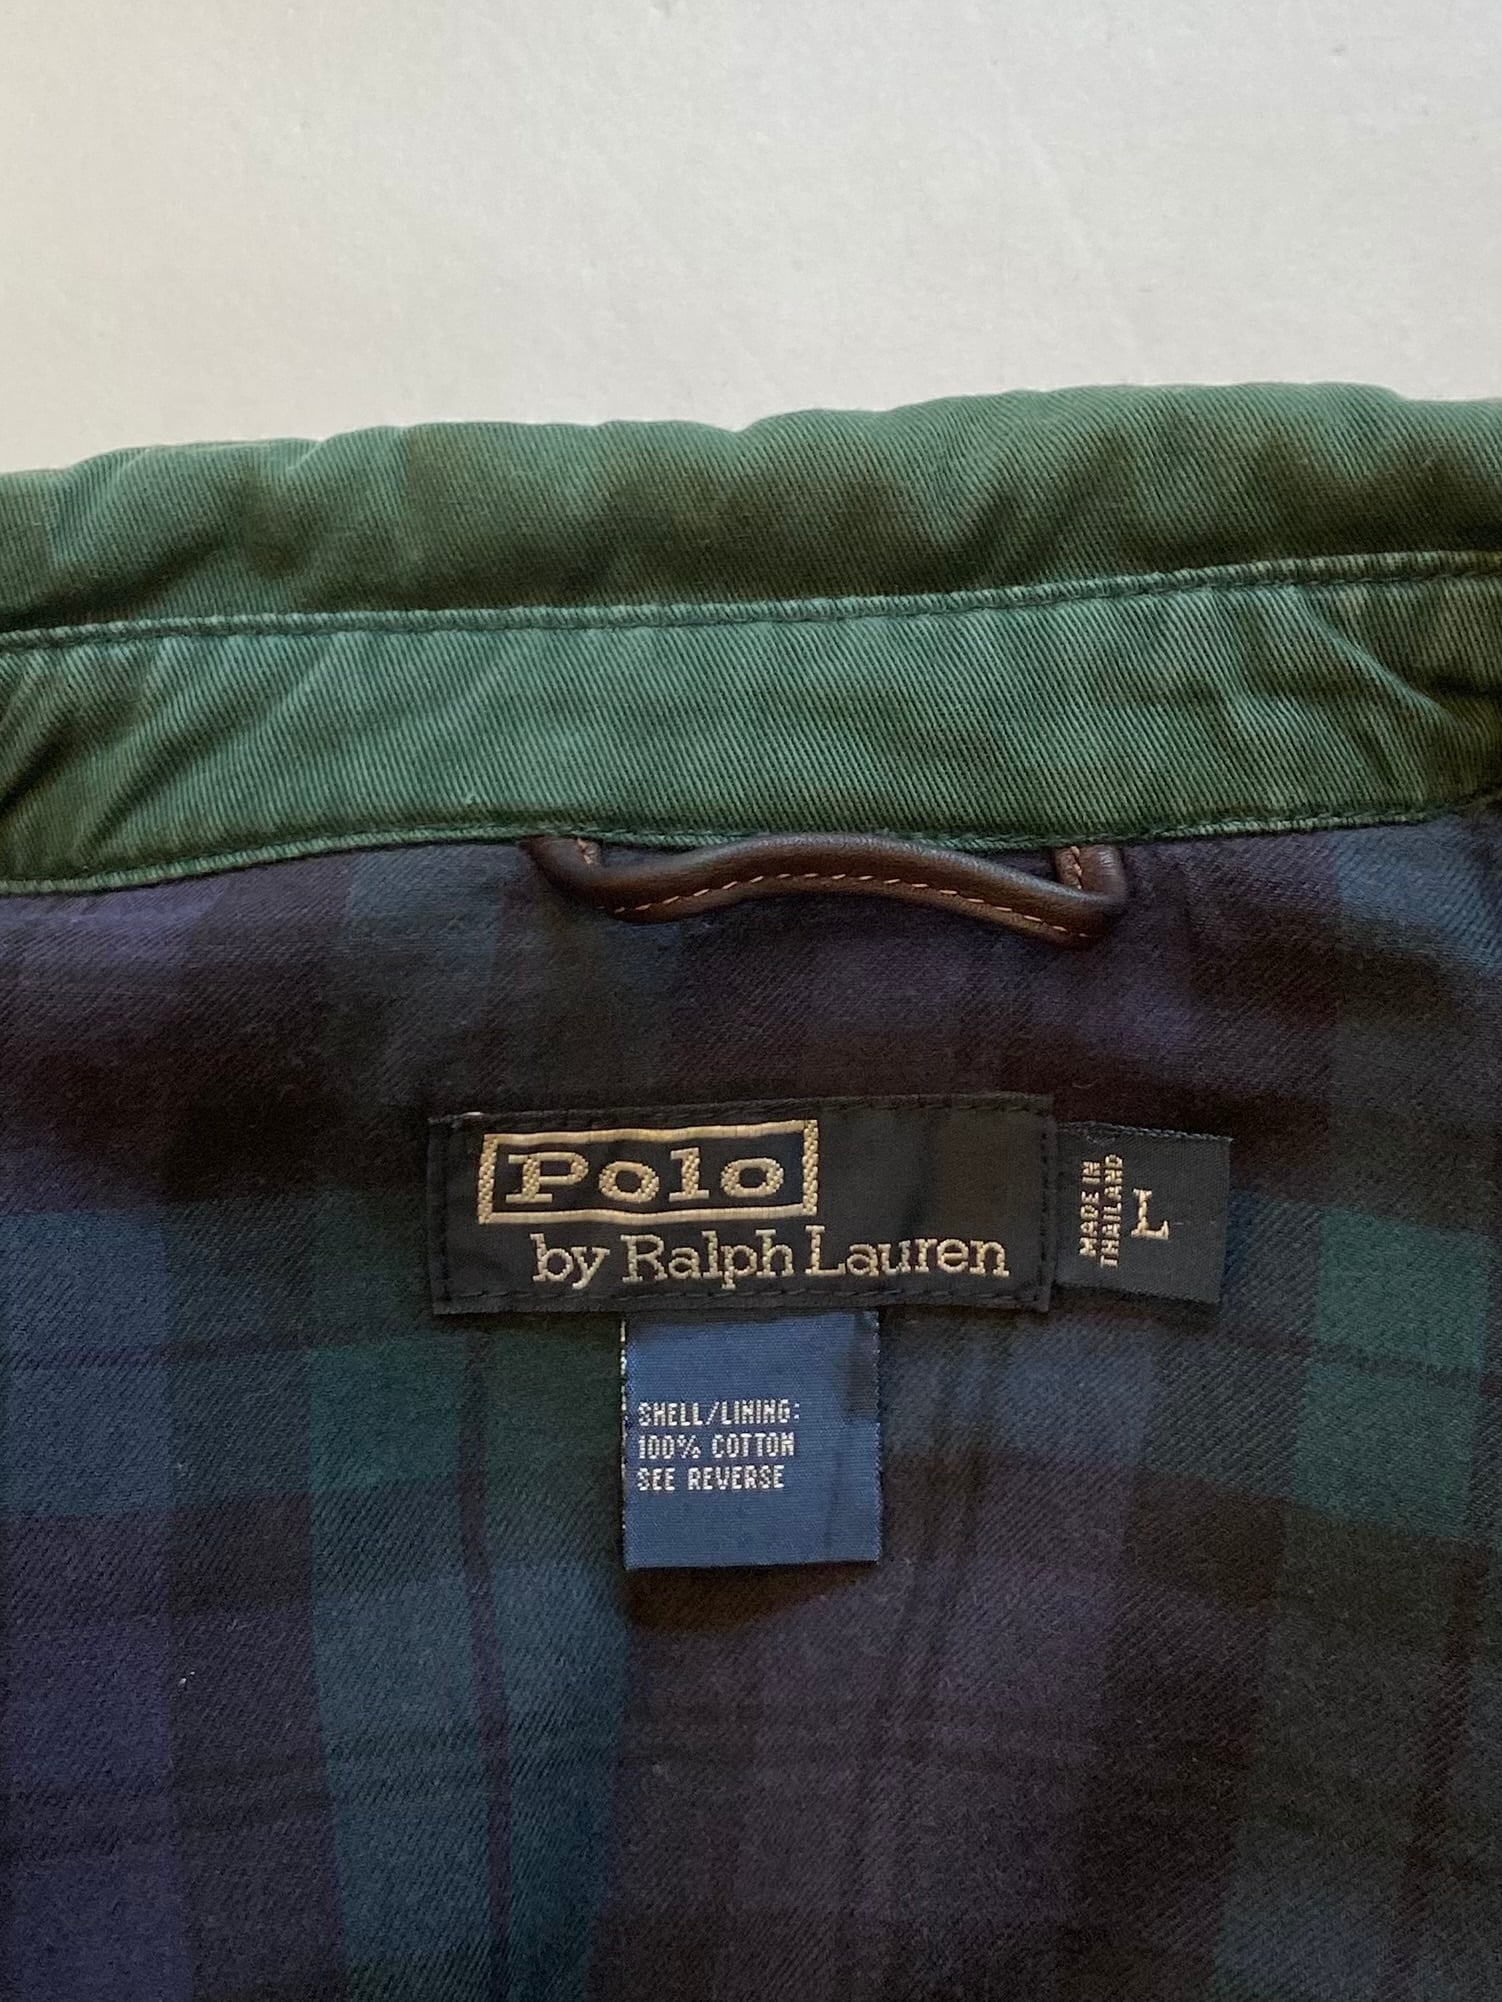 Polo
by Ralph Lauren
MADE IN
THAILAND
L
SHELL/LINING:
100% COTTON
SEE REVERSE